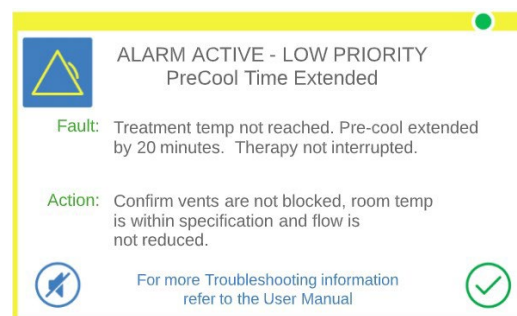 ALARM ACTIVE - LOW PRIORITY
PreCool Time Extended
Fault: Treatment temp not reached. Pre-cool extended
by 20 minutes. Therapy not interrupted.
Action: Confirm vents are not blocked, room temp
is within specification and flow is
not reduced.
For more Troubleshooting information
refer to the User Manual